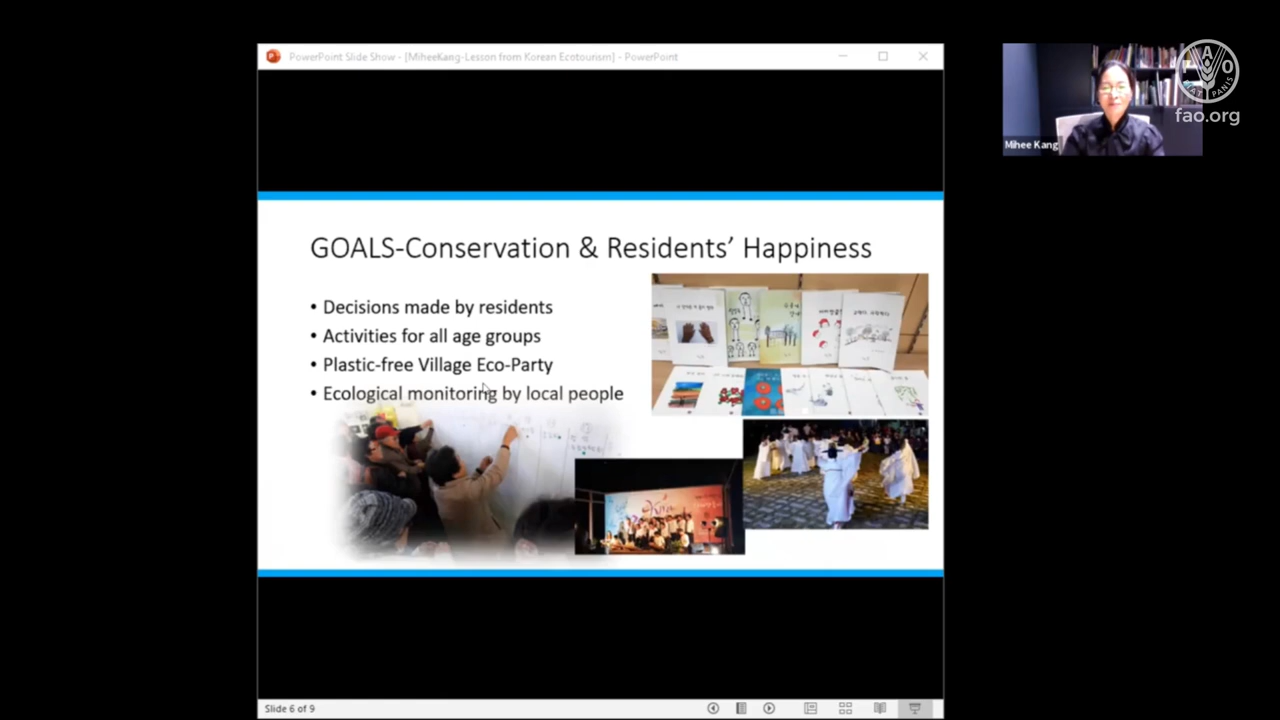 PowerPoint Slide Show - [MiheeKang-Lesson from Korean Ecotourism] - PowerPoint
fao.org
Mihee Kang
GOALS-Conservation & Residents' Happiness
• Decisions made by residents
• Activities for all age groups
• Plastic-free Village Eco-Party
• Ecological monitoring by local people
Slide 6 of 9